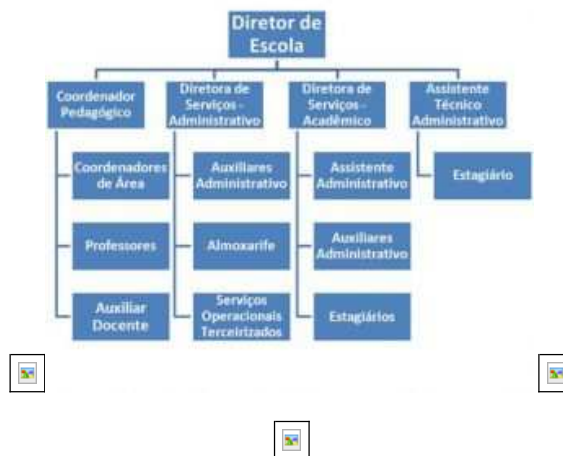 Diretor de
Escola
Coordenador
Pedagógico
Diretora de
Serviços -
Administrativo
Diretora de
Serviços -
Acadêmico
Assistente
Técnico
Administrativo
Coordenadores
de Área
Auxiliares
Administrativo
Assistente
Administrativo
Estagiário
Professores
Almoxarife
Auxiliares
Administrativo
Auxiliar
Docente
Serviços
Operacionais
Terceirizados
Estagiários